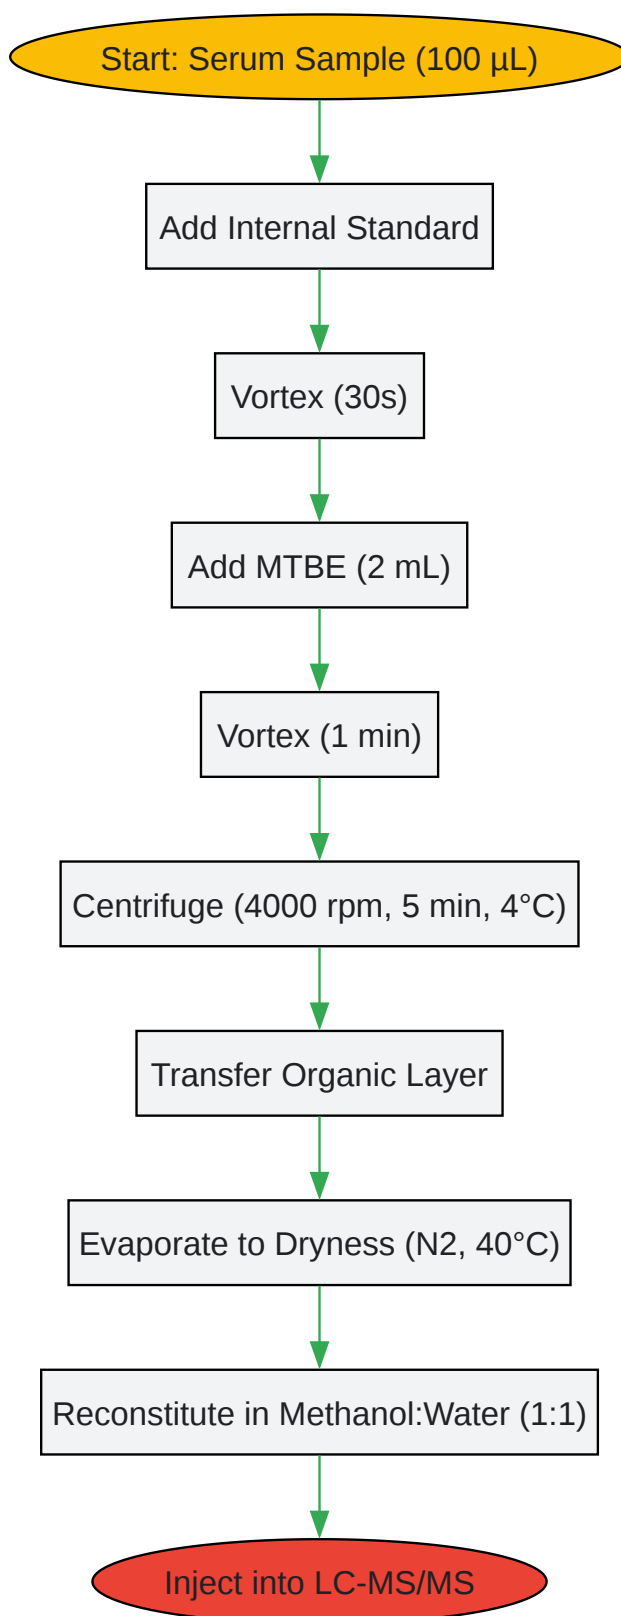 Start: Serum Sample (100 µL)
Add Internal Standard
Vortex (30s)
Add MTBE (2 mL)
Vortex (1 min)
Centrifuge (4000 rpm, 5 min, 4°C)
Transfer Organic Layer
Evaporate to Dryness (N2, 40°C)
Reconstitute in Methanol:Water (1:1)
Inject into LC-MS/MS